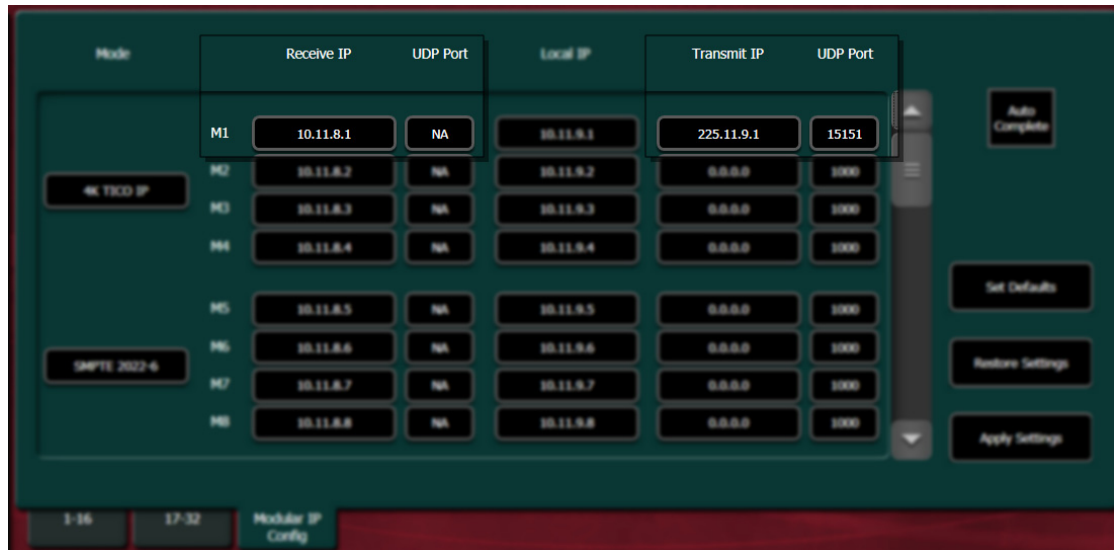 Mode Receive IP UDP Port Local IP Transmit IP UDP Port
Auto
Complete
M1 10.11.8.1 NA 10.11.9.1 225.11.9.1 15151
M2 10.11.8.2 NA 10.11.9.2 0.0.0.0 1000
4K TICO IP
M3 10.11.8.3 NA 10.11.9.3 0.0.0.0 1000
M4 10.11.8.4 NA 10.11.9.4 0.0.0.0 1000
Set Defaults
M5 10.11.8.5 NA 10.11.9.5 0.0.0.0 1000
M6 10.11.8.6 NA 10.11.9.6 0.0.0.0 1000
SMPTE 2022-6
Restore Settings
M7 10.11.8.7 NA 10.11.9.7 0.0.0.0 1000
M8 10.11.8.8 NA 10.11.9.8 0.0.0.0 1000
Apply Settings
1-16 17-32 Modular IP
Config